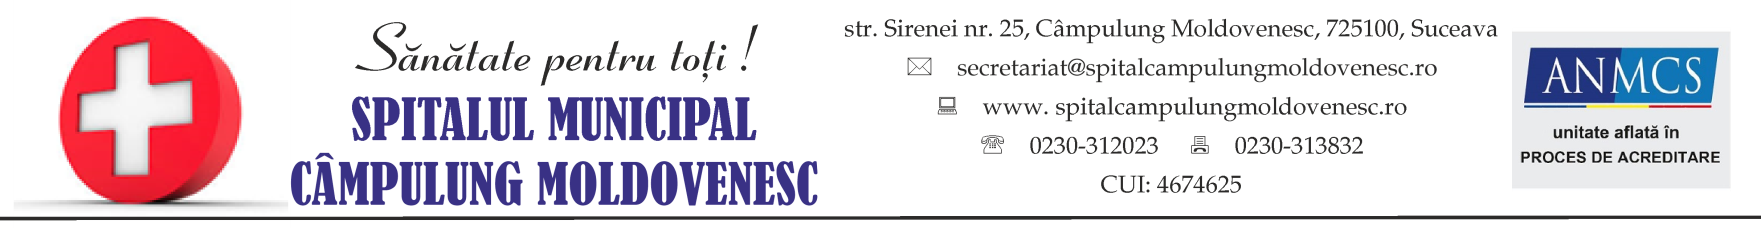 Sănătate pentru toți !
SPITALUL MUNICIPAL
CÂMPULUNG MOLDOVENESC
str. Sirenei nr. 25, Câmpulung Moldovenesc, 725100, Suceava
secretariat@spitalcampulungmoldovenesc.ro
www. spitalcampulungmoldovenesc.ro
0230-312023 0230-313832
CUI: 4674625
ANMCS
unitate aflată în
PROCES DE ACREDITARE